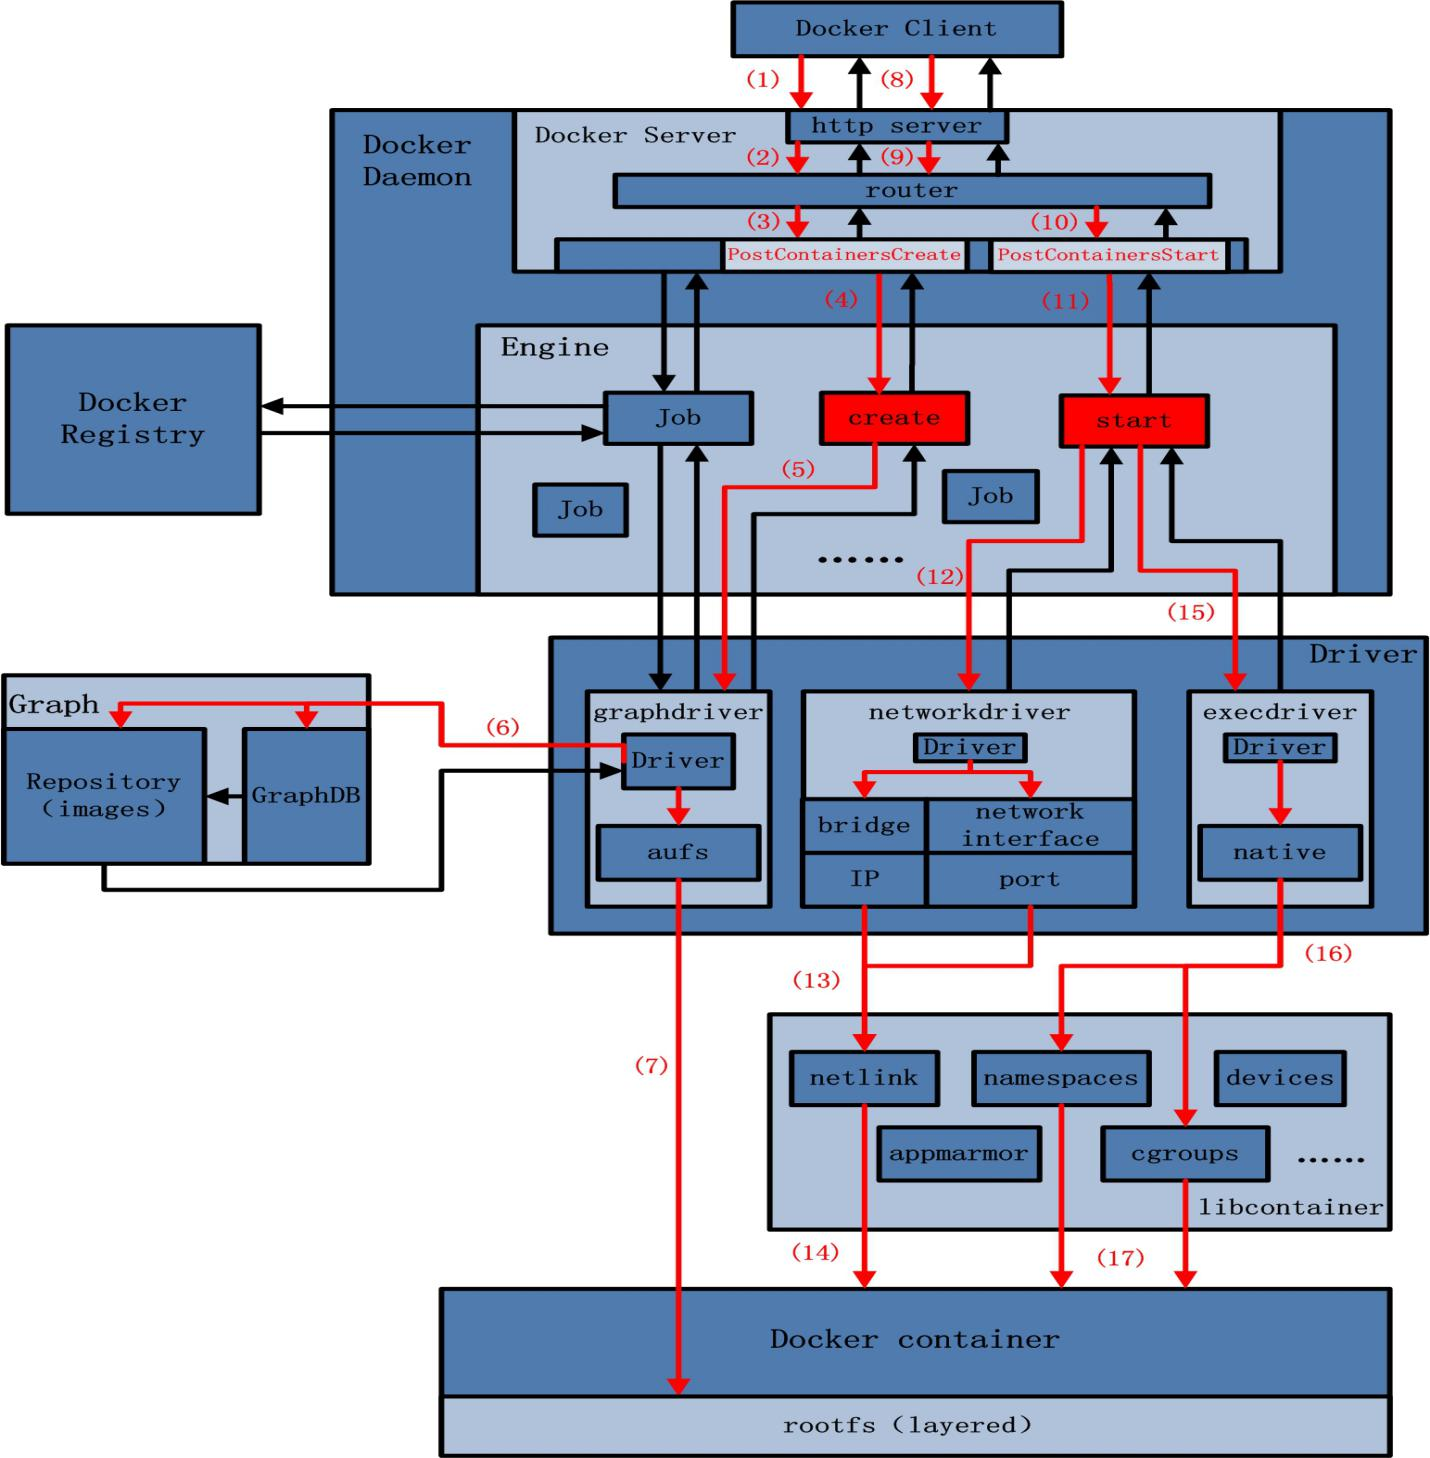 Docker Client
(1)
(8)
Docker
Daemon
Docker Server
http server
(2)
(9)
router
(3)
(10)
PostContainersCreate
PostContainersStart
(4)
(11)
Engine
Docker
Registry
Job
create
start
(5)
Job
Job
......
(12)
(15)
Driver
Graph
(6)
graphdriver
networkdriver
execdriver
Driver
Driver
Driver
Repository
(images)
GraphDB
aufs
bridge
network
interface
native
IP
port
(13)
(16)
(7)
netlink
namespaces
devices
appmarmor
cgroups
......
libcontainer
(14)
(17)
Docker container
rootfs (layered)